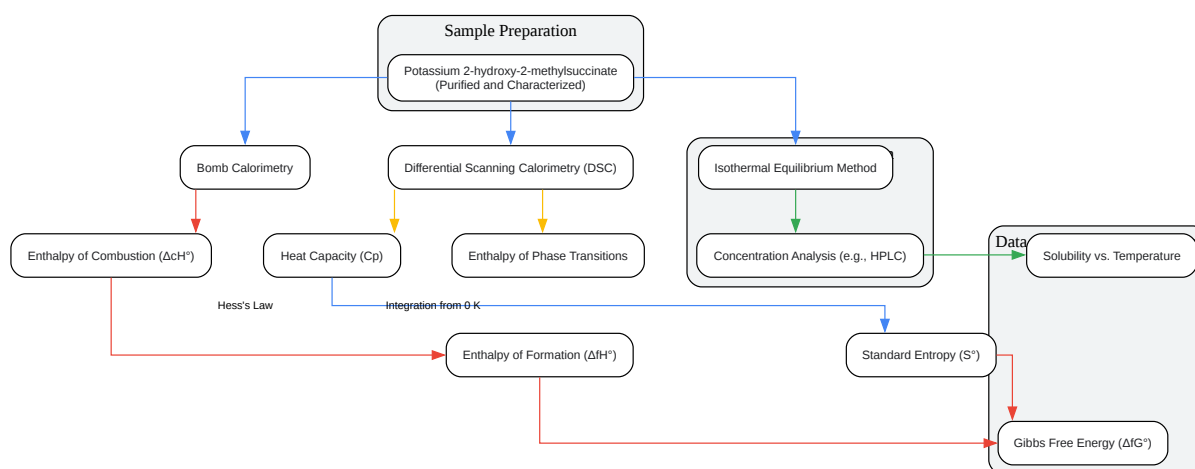 Sample Preparation
Potassium 2-hydroxy-2-methylsuccinate
(Purified and Characterized)
Bomb Calorimetry
Differential Scanning Calorimetry (DSC)
Isothermal Equilibrium Method
Enthalpy of Combustion (ΔcH°)
Heat Capacity (Cp)
Enthalpy of Phase Transitions
Concentration Analysis (e.g., HPLC)
Data
Solubility vs. Temperature
Hess's Law
Integration from 0 K
Enthalpy of Formation (ΔfH°)
Standard Entropy (S°)
Gibbs Free Energy (ΔfG°)